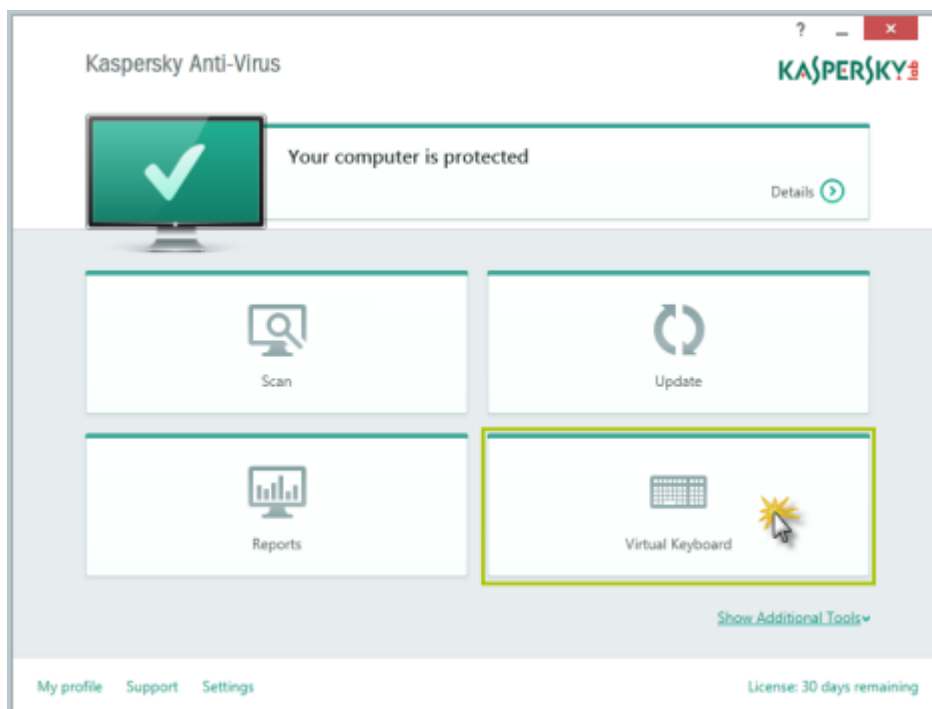 ?
Kaspersky Anti-Virus
KASPERSKY lab
Your computer is protected
Details
Scan
Update
Reports
Virtual Keyboard
Show Additional Tools
My profile Support Settings
License: 30 days remaining